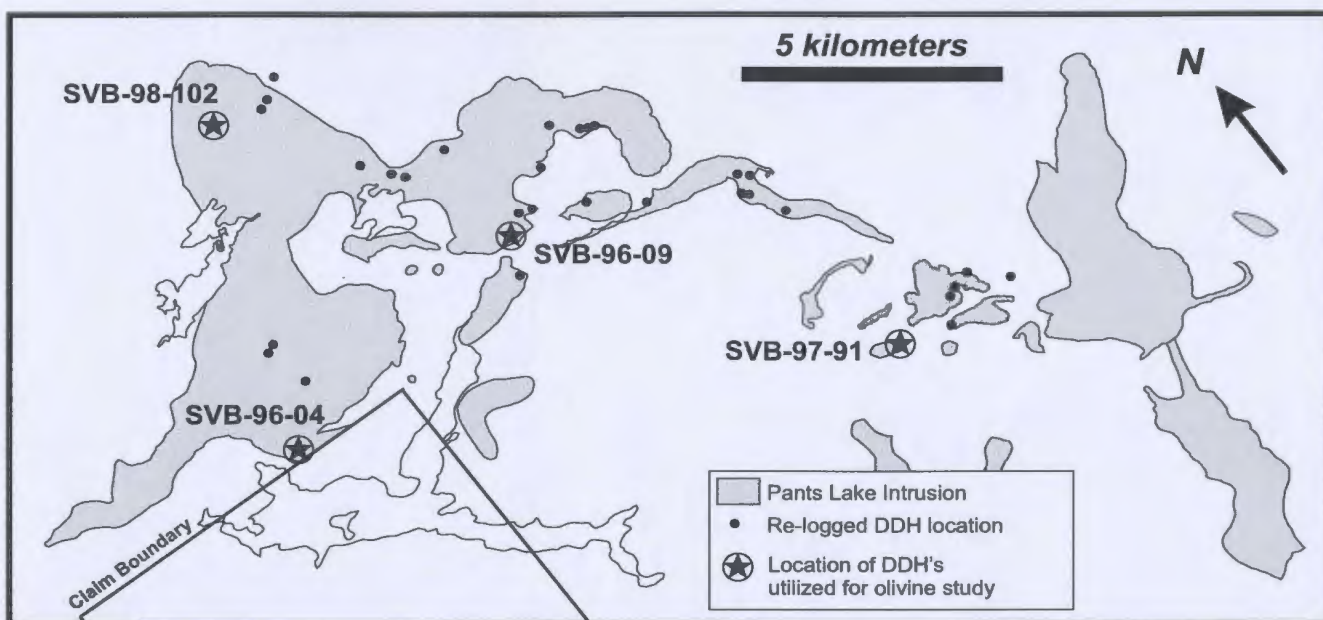 5 kilometers
N
SVB-98-102
SVB-96-09
SVB-97-91
SVB-96-04
Claim Boundary
Pants Lake Intrusion
Re-logged DDH location
Location of DDH's
utilized for olivine study